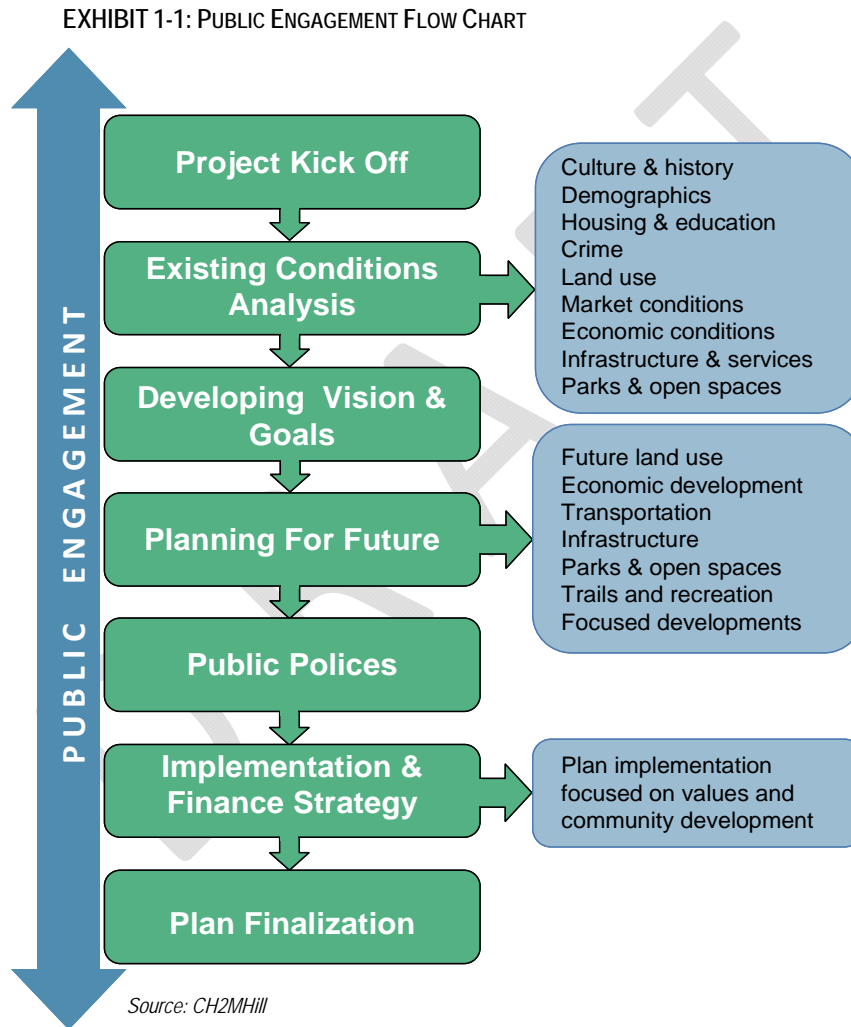 EXHIBIT 1-1: PUBLIC ENGAGEMENT FLOW CHART
PUBLIC ENGAGEMENT
Project Kick Off
Existing Conditions
Analysis
Culture & history
Demographics
Housing & education
Crime
Land use
Market conditions
Economic conditions
Infrastructure & services
Parks & open spaces
Developing Vision &
Goals
Planning For Future
Future land use
Economic development
Transportation
Infrastructure
Parks & open spaces
Trails and recreation
Focused developments
Public Polices
Implementation &
Finance Strategy
Plan implementation
focused on values and
community development
Plan Finalization
Source: CH2MHill
DRAFT